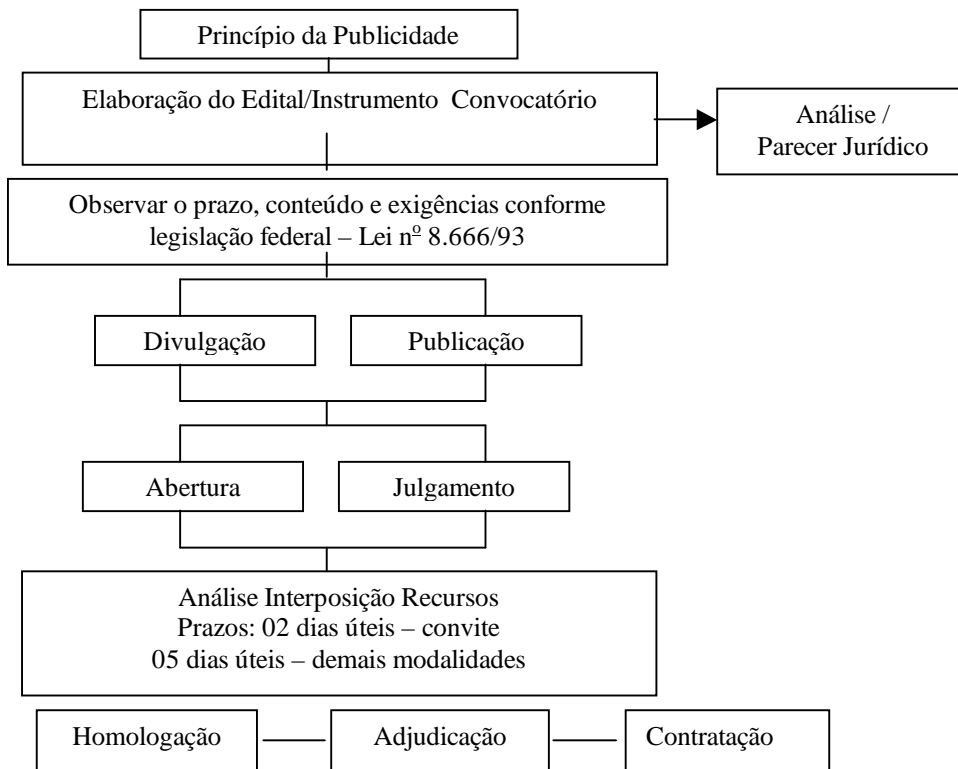 Princípio da Publicidade
Elaboração do Edital/Instrumento Convocatório
Análise /
Parecer Jurídico
Observar o prazo, conteúdo e exigências conforme
legislação federal – Lei nº 8.666/93
Divulgação
Publicação
Abertura
Julgamento
Análise Interposição Recursos
Prazos: 02 dias úteis – convite
05 dias úteis – demais modalidades
Homologação
Adjudicação
Contratação